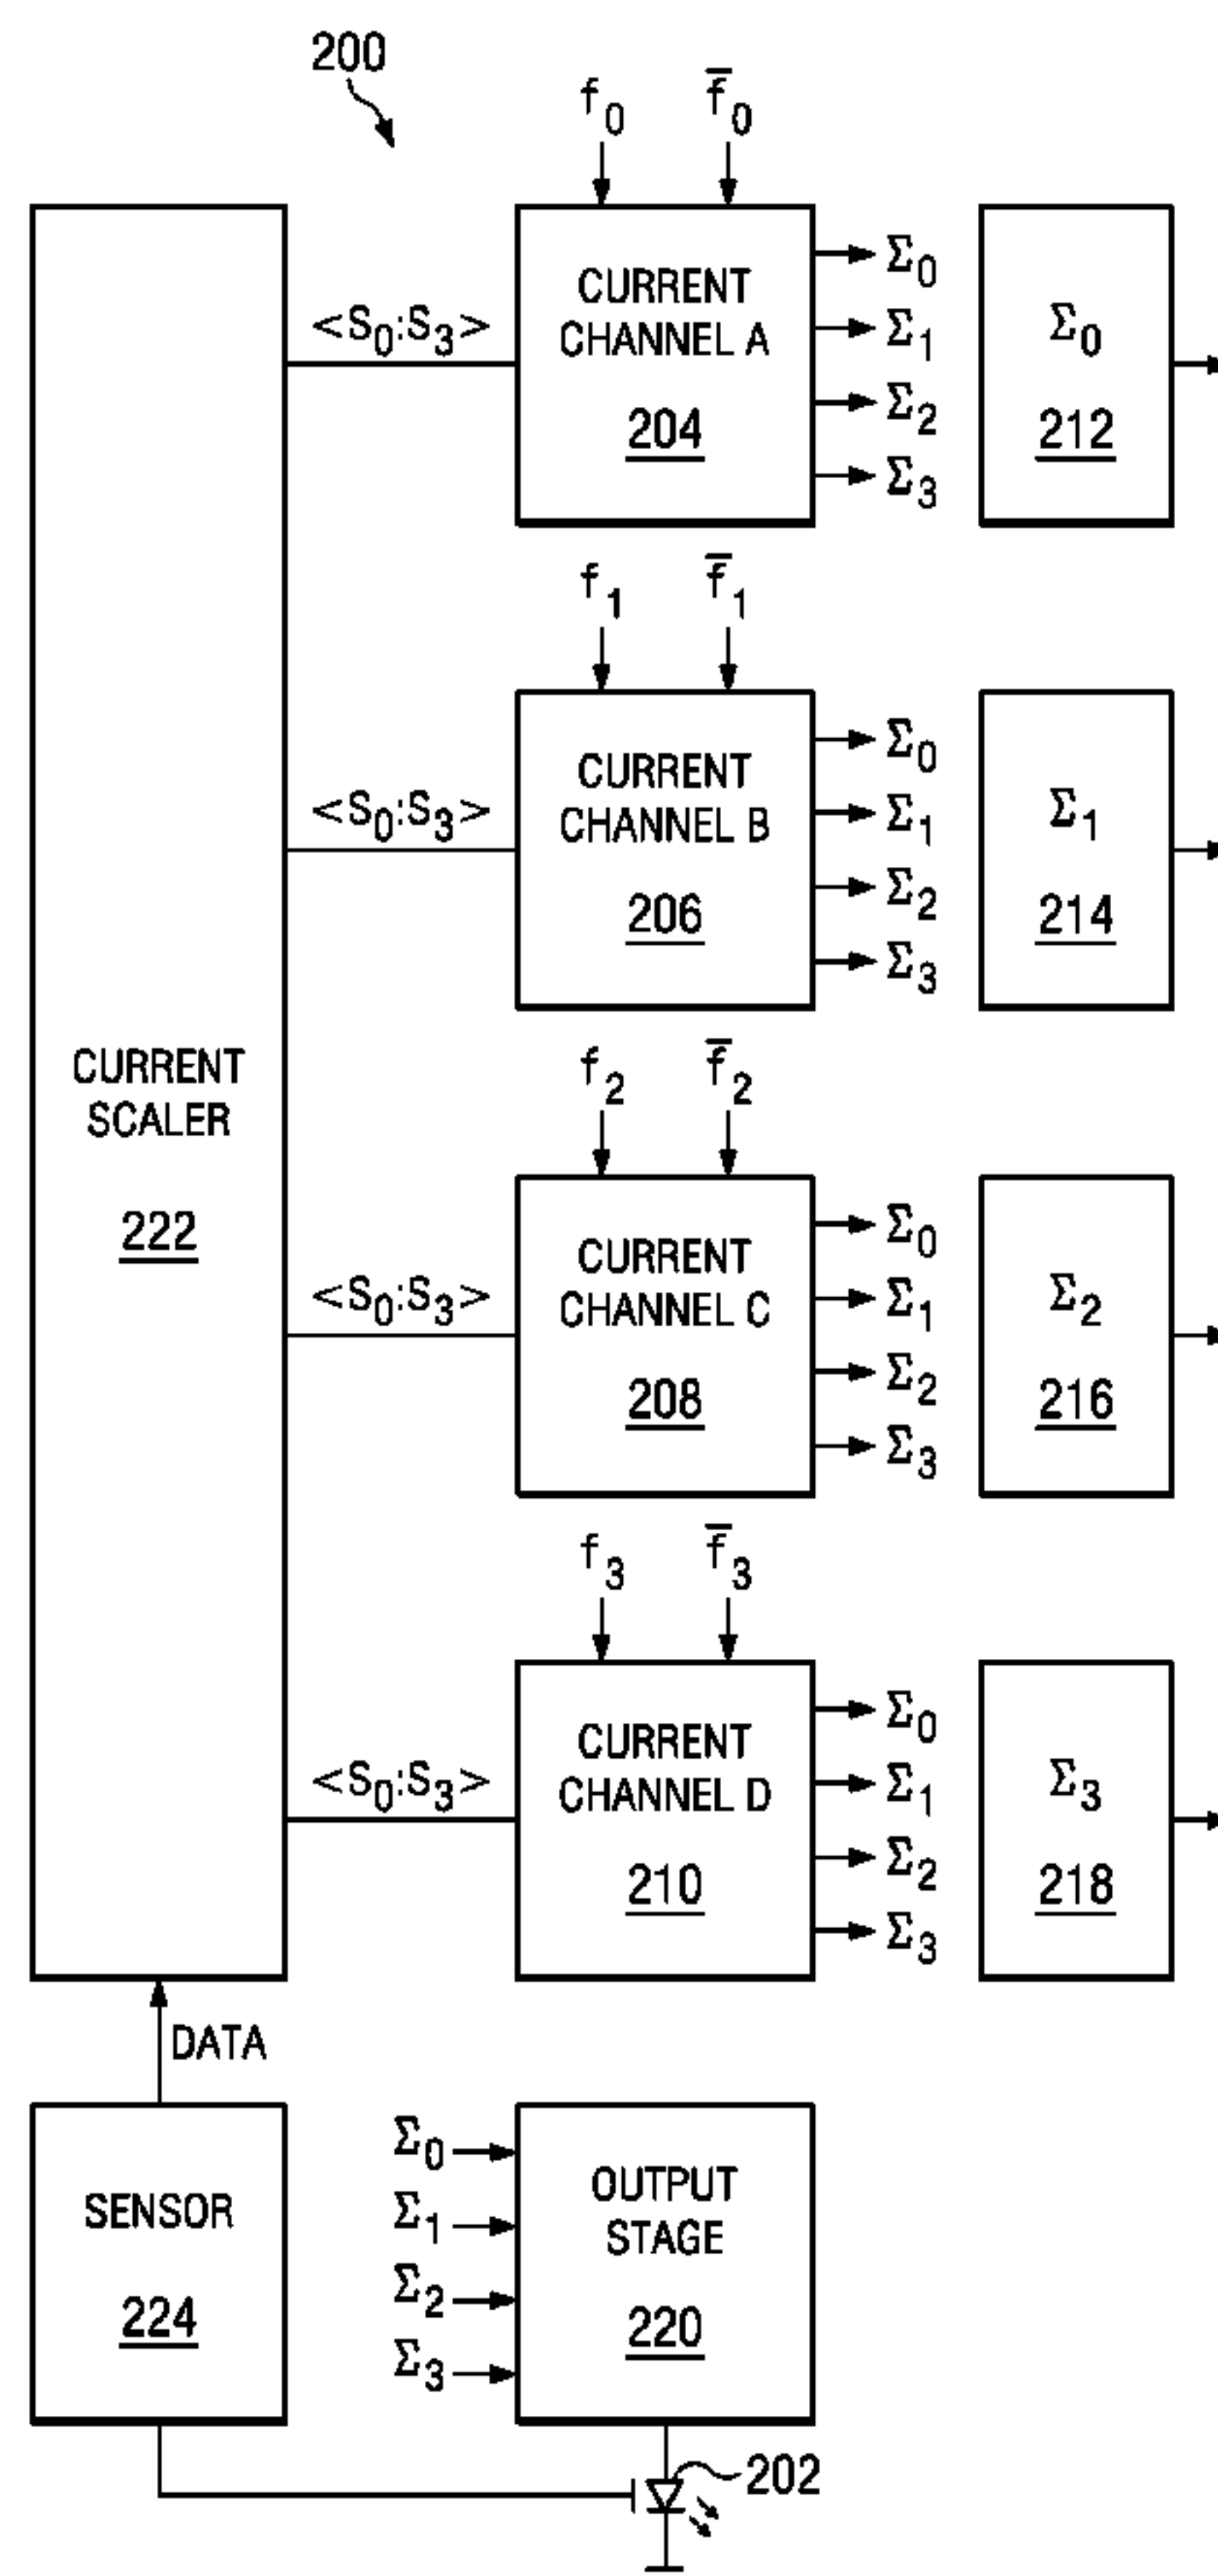 200
f₀ f̅₀
<S₀:S₃>
CURRENT
CHANNEL A
204
Σ₀
Σ₁
Σ₂
Σ₃
Σ₀
212
f₁ f̅₁
<S₀:S₃>
CURRENT
CHANNEL B
206
Σ₀
Σ₁
Σ₂
Σ₃
Σ₁
214
CURRENT
SCALER
222
f₂ f̅₂
<S₀:S₃>
CURRENT
CHANNEL C
208
Σ₀
Σ₁
Σ₂
Σ₃
Σ₂
216
f₃ f̅₃
<S₀:S₃>
CURRENT
CHANNEL D
210
Σ₀
Σ₁
Σ₂
Σ₃
Σ₃
218
DATA
SENSOR
224
Σ₀
Σ₁
Σ₂
Σ₃
OUTPUT
STAGE
220
202